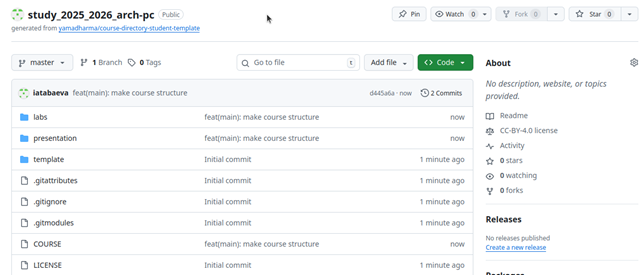 study_2025_2026_arch-pc Public
Pin Watch 0 Fork 0 Star 0
generated from yamadharma/course-directory-student-template
master 1 Branch 0 Tags Go to file t Add file Code
About
No description, website, or topics
provided.
iatabaeva feat(main): make course structure d445a6a · now 2 Commits
labs feat(main): make course structure now
presentation feat(main): make course structure now
template Initial commit 1 minute ago
.gitattributes Initial commit 1 minute ago
.gitignore Initial commit 1 minute ago
.gitmodules Initial commit 1 minute ago
COURSE feat(main): make course structure now
LICENSE Initial commit 1 minute ago
Readme
CC-BY-4.0 license
Activity
0 stars
0 watching
0 forks
Releases
No releases published
Create a new release